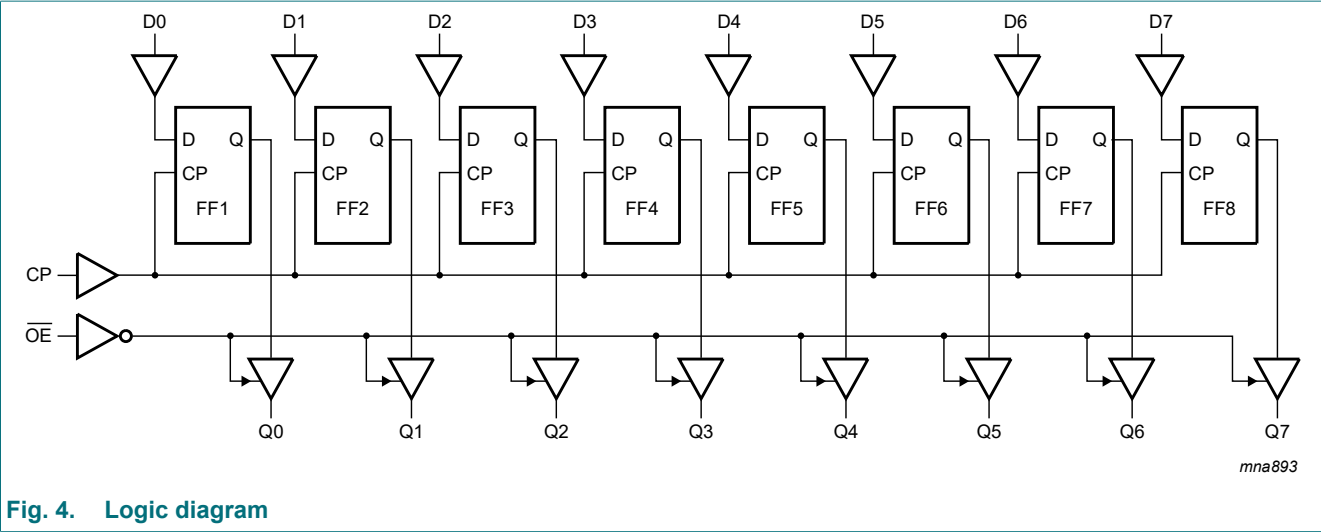 D0 D1 D2 D3 D4 D5 D6 D7
D Q D Q D Q D Q D Q D Q D Q D Q
CP CP CP CP CP CP CP CP
FF1 FF2 FF3 FF4 FF5 FF6 FF7 FF8
CP
O̅E̅
Q0 Q1 Q2 Q3 Q4 Q5 Q6 Q7
mna893
Fig. 4. Logic diagram